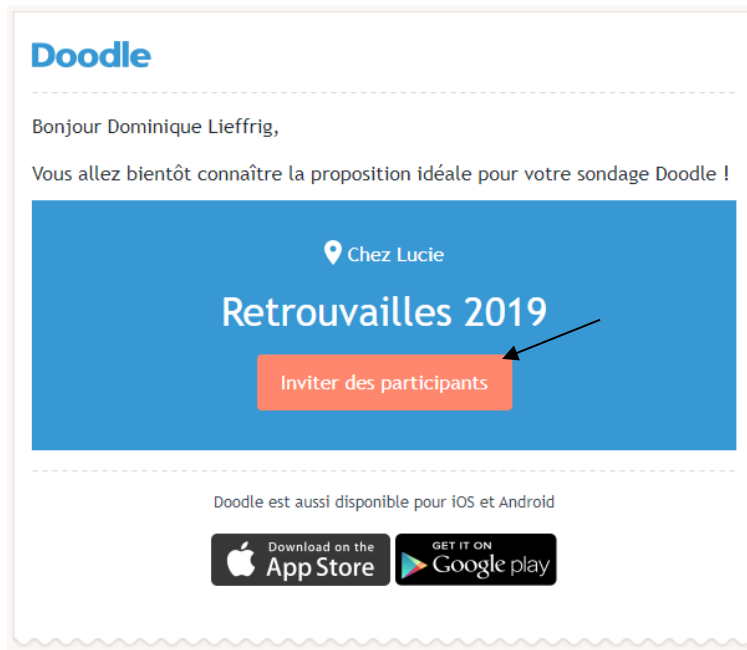 Doodle
Bonjour Dominique Lieffrig,
Vous allez bientôt connaître la proposition idéale pour votre sondage Doodle !
Chez Lucie
Retrouvailles 2019
Inviter des participants
Doodle est aussi disponible pour iOS et Android
Download on the
App Store
GET IT ON
Google play